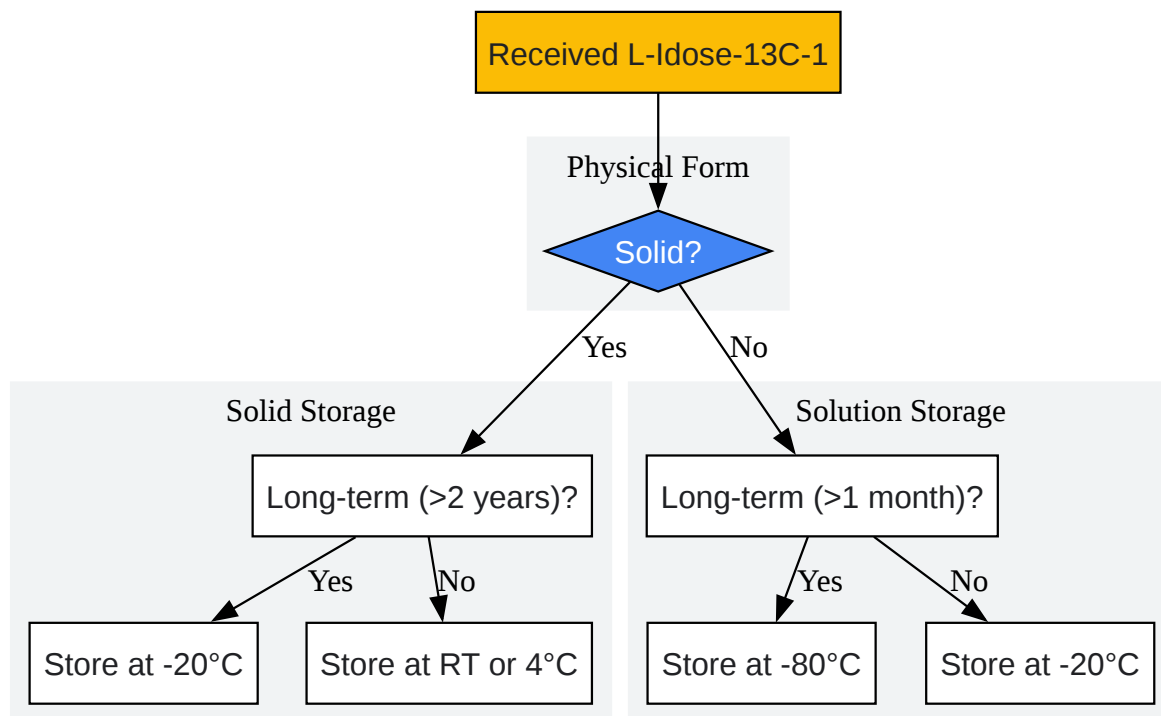 Received L-Idose-13C-1
Physical Form
Solid?
Yes
No
Solid Storage
Solution Storage
Long-term (>2 years)?
Long-term (>1 month)?
Yes
No
Yes
No
Store at -20°C
Store at RT or 4°C
Store at -80°C
Store at -20°C